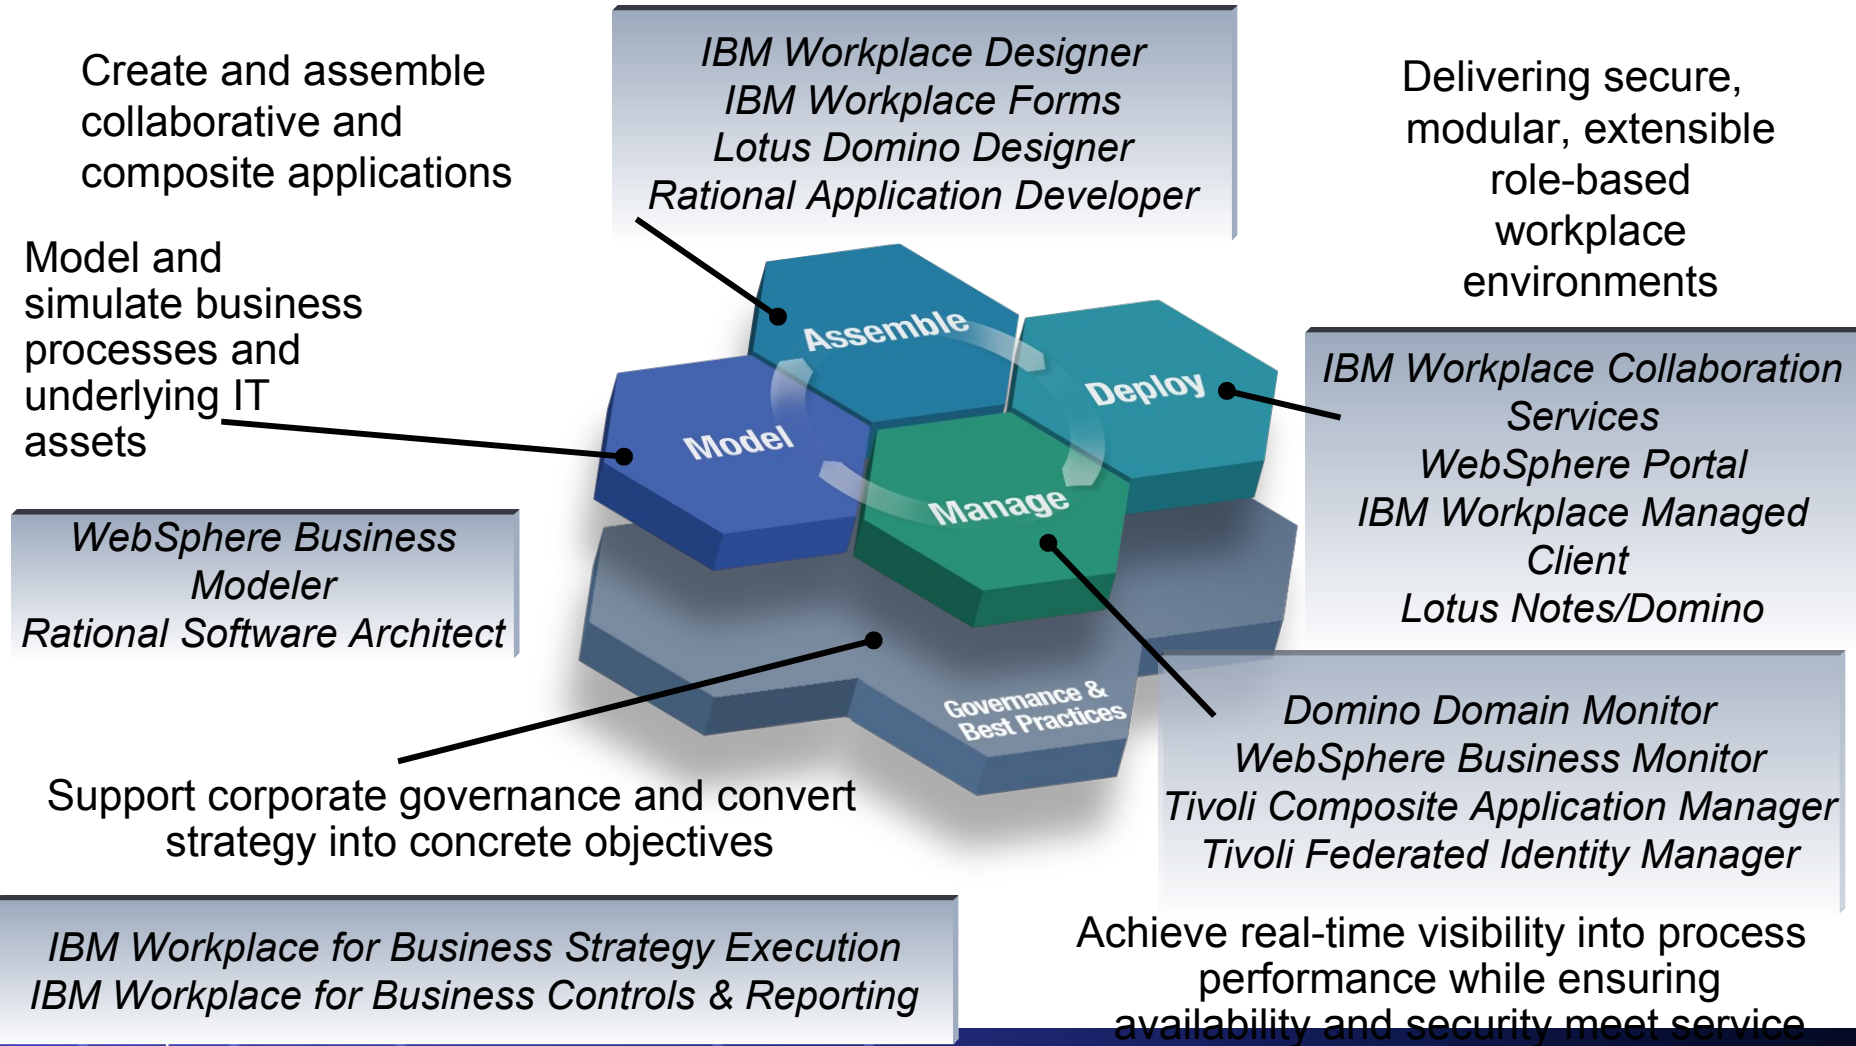 Create and assemble
collaborative and
composite applications
IBM Workplace Designer
IBM Workplace Forms
Lotus Domino Designer
Rational Application Developer
Delivering secure,
modular, extensible
role-based
workplace
environments
Model and
simulate business
processes and
underlying IT
assets
Assemble
Deploy
Model
Manage
Governance &
Best Practices
IBM Workplace Collaboration
Services
WebSphere Portal
IBM Workplace Managed
Client
Lotus Notes/Domino
WebSphere Business
Modeler
Rational Software Architect
Domino Domain Monitor
WebSphere Business Monitor
Tivoli Composite Application Manager
Tivoli Federated Identity Manager
Support corporate governance and convert
strategy into concrete objectives
IBM Workplace for Business Strategy Execution
IBM Workplace for Business Controls & Reporting
Achieve real-time visibility into process
performance while ensuring
availability and security meet service